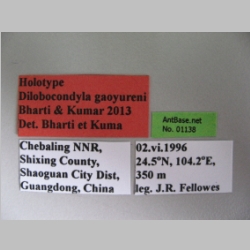 Holotype
Dilobocondyla gaoyureni
Bharti & Kumar 2013
Det. Bharti et Kuma
AntBase.net
No. 01138
Chebaling NNR,
Shixing County,
Shaoguan City Dist,
Guangdong, China
02.vi.1996
24.5°N, 104.2°E,
350 m
leg. J.R. Fellowes